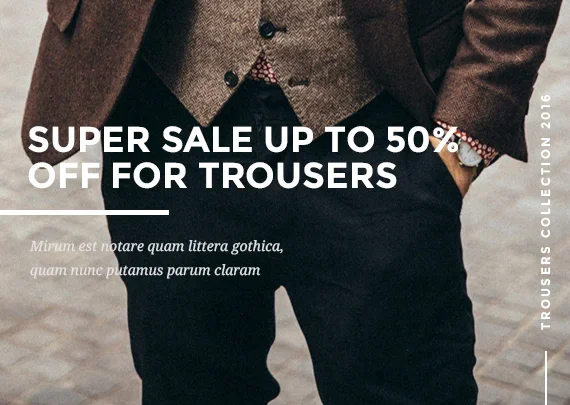 SUPER SALE UP TO 50%
OFF FOR TROUSERS
Mirum est notare quam littera gothica,
quam nunc putamus parum claram
TROUSERS COLLECTION 2016